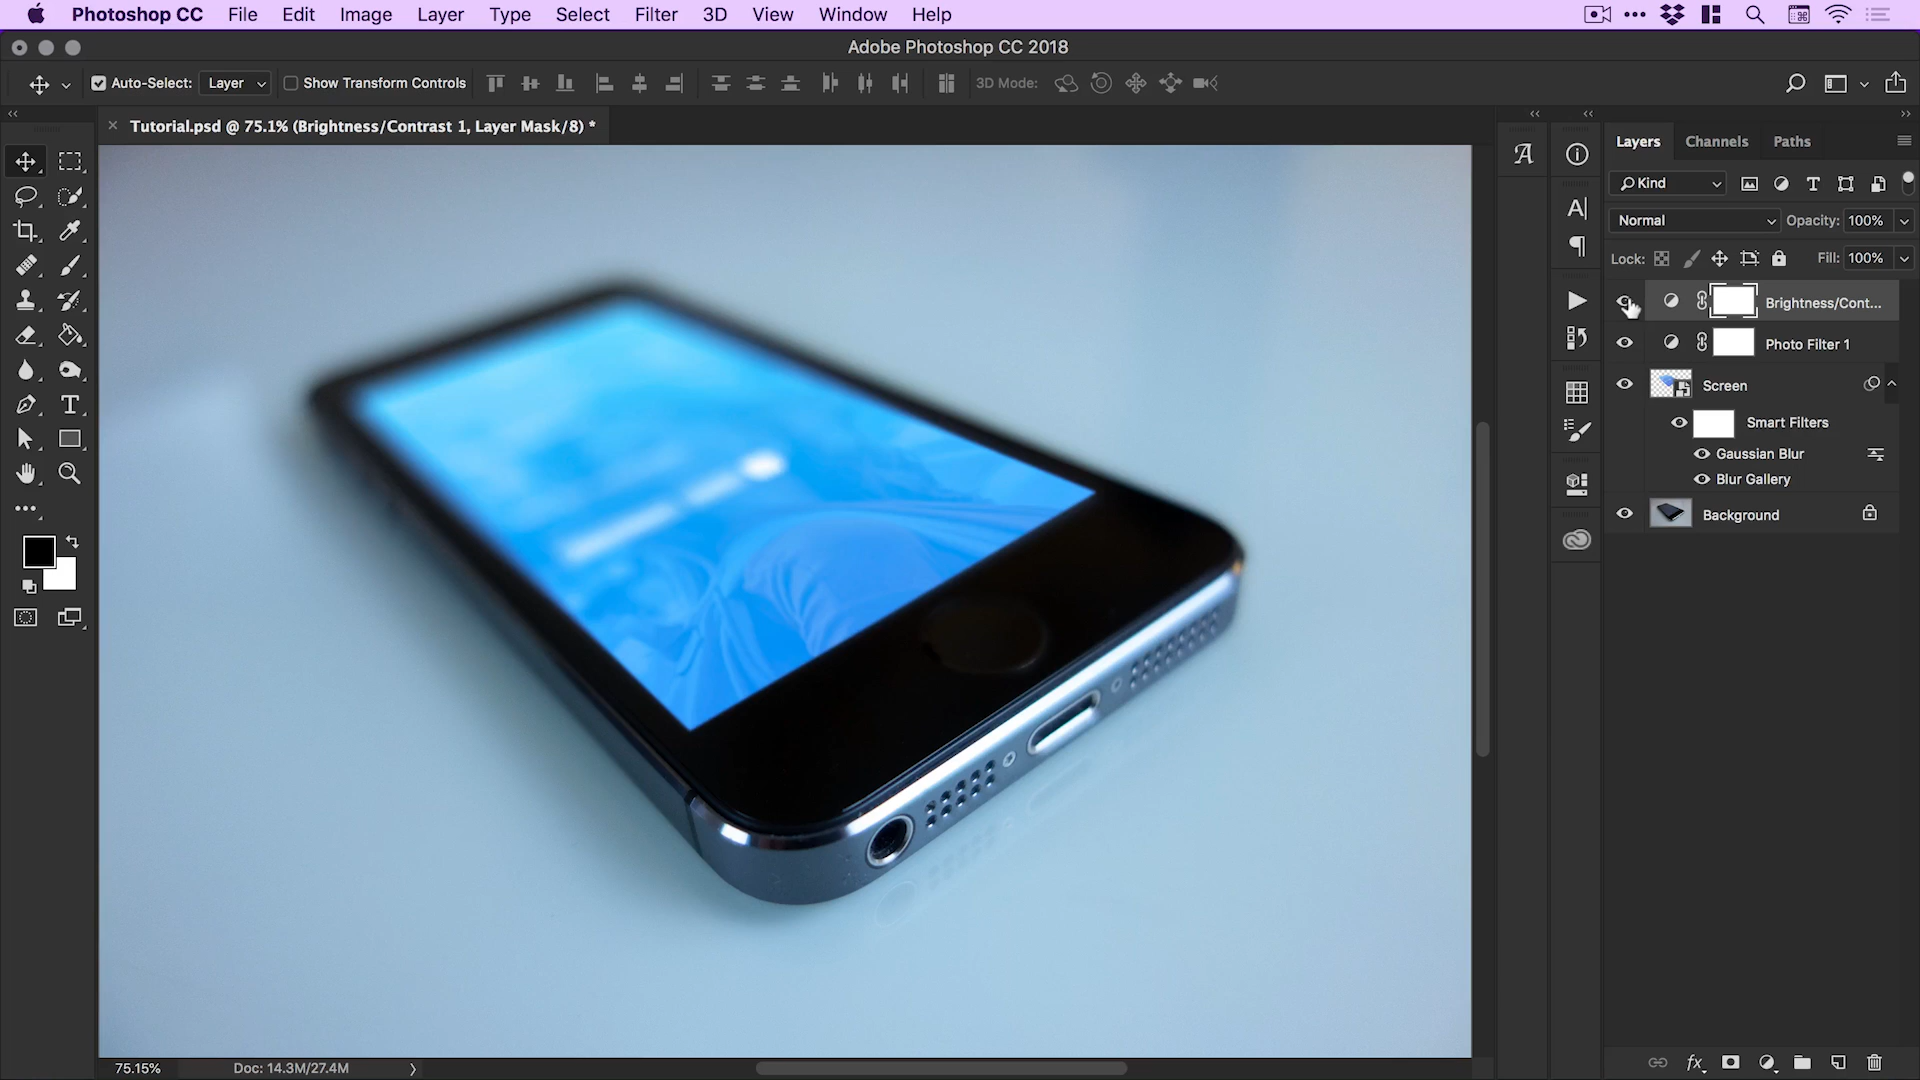 Photoshop CC File Edit Image Layer Type Select Filter 3D View Window Help
Adobe Photoshop CC 2018
Auto-Select: Layer Show Transform Controls 3D Mode:
Tutorial.psd @ 75.1% (Brightness/Contrast 1, Layer Mask/8) *
Layers Channels Paths
Kind
Normal Opacity: 100%
Lock: Fill: 100%
Brightness/Cont...
Photo Filter 1
Screen
Smart Filters
Gaussian Blur
Blur Gallery
Background
75.15% Doc: 14.3M/27.4M